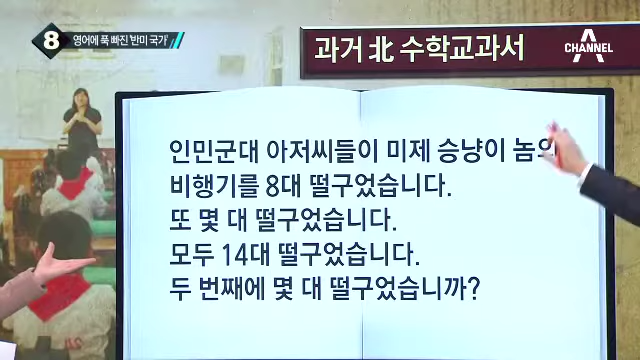 8 영어에 푹 빠진 '반미 국가'
과거 北 수학교과서
CHANNEL A
인민군대 아저씨들이 미제 승냥이 놈의
비행기를 8대 떨구었습니다.
또 몇 대 떨구었습니다.
모두 14대 떨구었습니다.
두 번째에 몇 대 떨구었습니까?